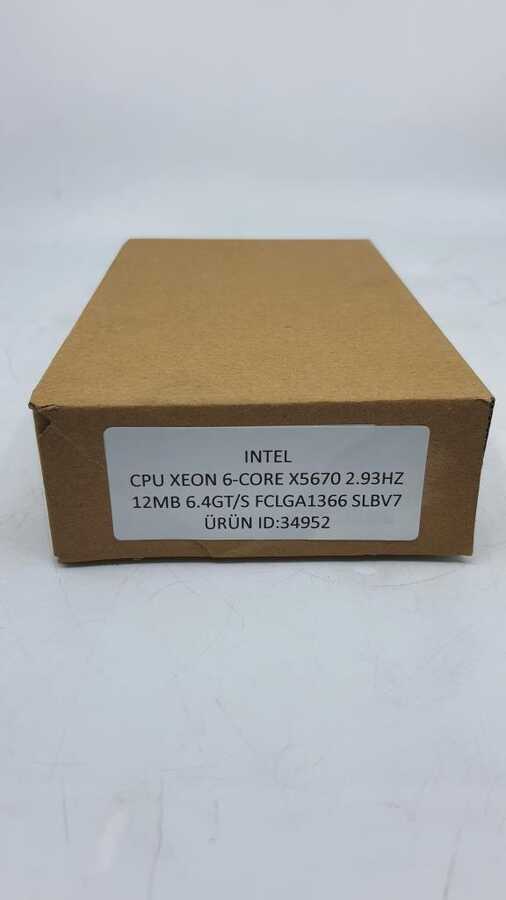 INTEL
CPU XEON 6-CORE X5670 2.93HZ
12MB 6.4GT/S FCLGA1366 SLBV7
ÜRÜN ID:34952